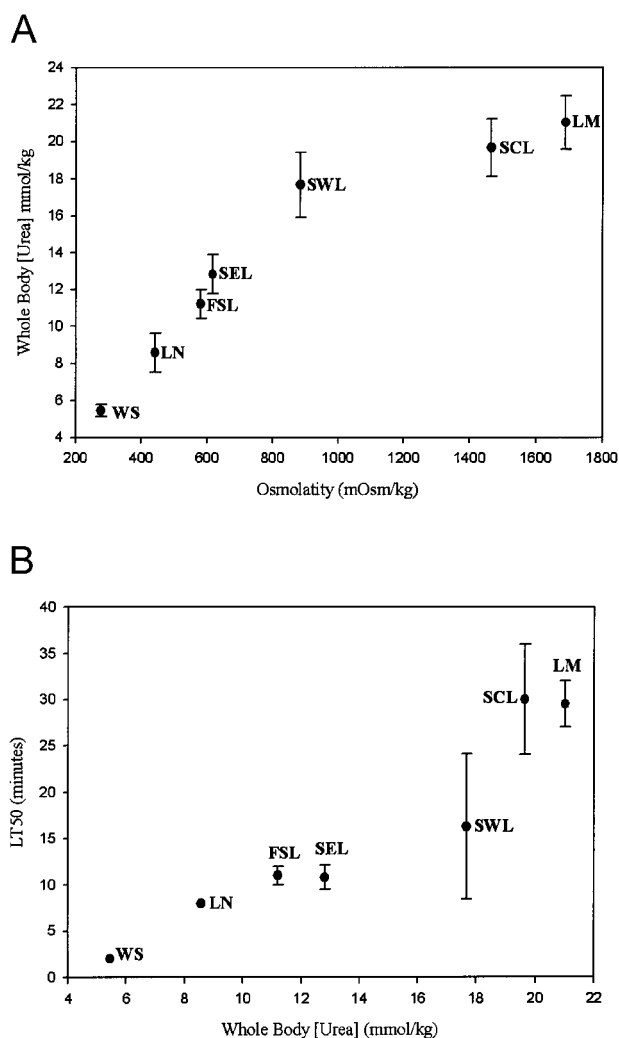 A
Whole Body [Urea] mmol/kg
24
22
20
18
16
14
12
10
8
6
4
LM
SCL
SWL
SEL
FSL
LN
WS
200 400 600 800 1000 1200 1400 1600 1800
Osmolatity (mOsm/kg)
B
LT50 (minutes)
40
35
30
25
20
15
10
5
0
LM
SCL
SWL
FSL SEL
LN
WS
4 6 8 10 12 14 16 18 20 22
Whole Body [Urea] (mmol/kg)